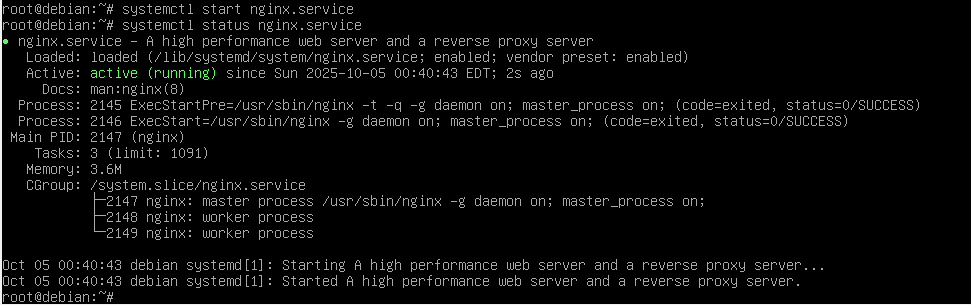 root@debian:~# systemctl start nginx.service
root@debian:~# systemctl status nginx.service
● nginx.service - A high performance web server and a reverse proxy server
   Loaded: loaded (/lib/systemd/system/nginx.service; enabled; vendor preset: enabled)
   Active: active (running) since Sun 2025-10-05 00:40:43 EDT; 2s ago
     Docs: man:nginx(8)
  Process: 2145 ExecStartPre=/usr/sbin/nginx -t -q -g daemon on; master_process on; (code=exited, status=0/SUCCESS)
  Process: 2146 ExecStart=/usr/sbin/nginx -g daemon on; master_process on; (code=exited, status=0/SUCCESS)
 Main PID: 2147 (nginx)
    Tasks: 3 (limit: 1091)
   Memory: 3.6M
   CGroup: /system.slice/nginx.service
           ├─2147 nginx: master process /usr/sbin/nginx -g daemon on; master_process on;
           ├─2148 nginx: worker process
           └─2149 nginx: worker process
Oct 05 00:40:43 debian systemd[1]: Starting A high performance web server and a reverse proxy server...
Oct 05 00:40:43 debian systemd[1]: Started A high performance web server and a reverse proxy server.
root@debian:~#